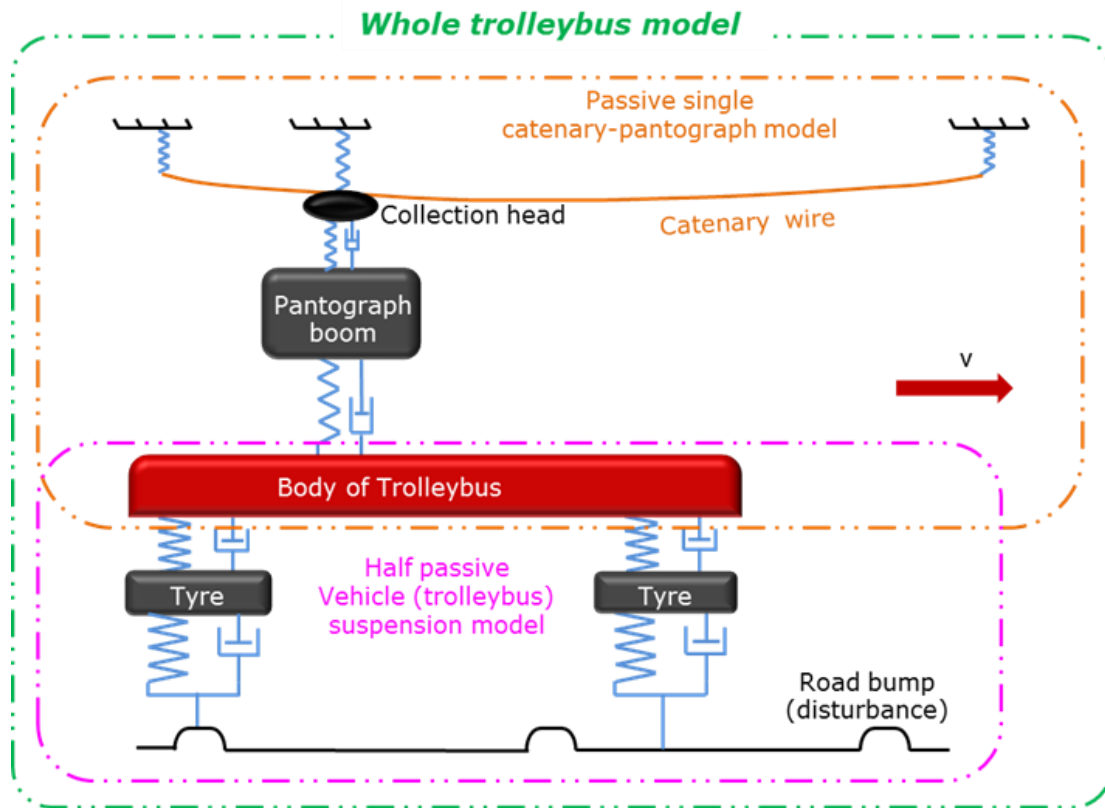 Whole trolleybus model
Passive single
catenary-pantograph model
Collection head
Catenary wire
Pantograph
boom
v
Body of Trolleybus
Half passive
Vehicle (trolleybus)
suspension model
Tyre
Tyre
Road bump
(disturbance)